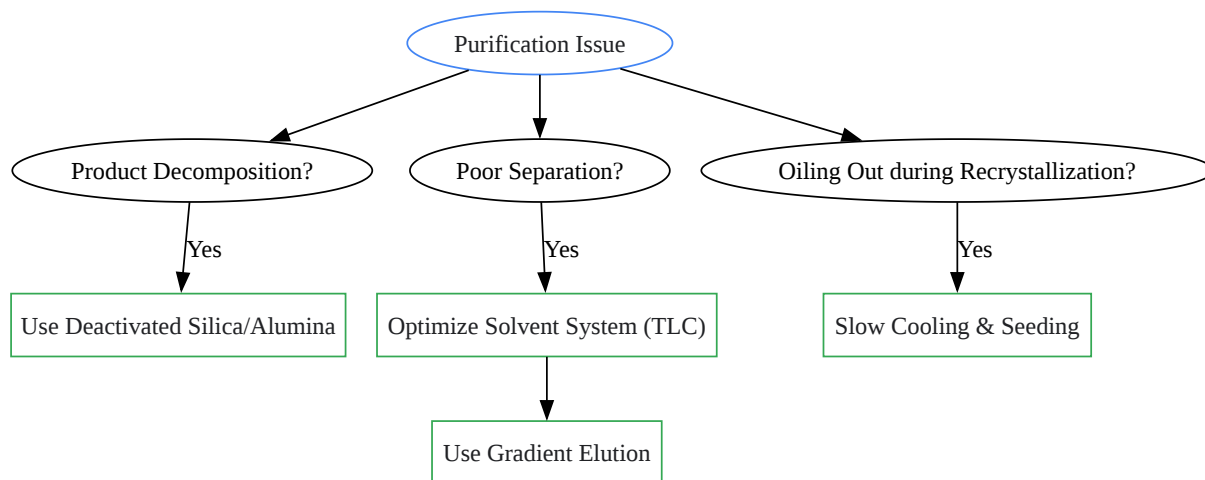 Purification Issue
Product Decomposition?
Poor Separation?
Oiling Out during Recrystallization?
Yes
Yes
Yes
Use Deactivated Silica/Alumina
Optimize Solvent System (TLC)
Slow Cooling & Seeding
Use Gradient Elution